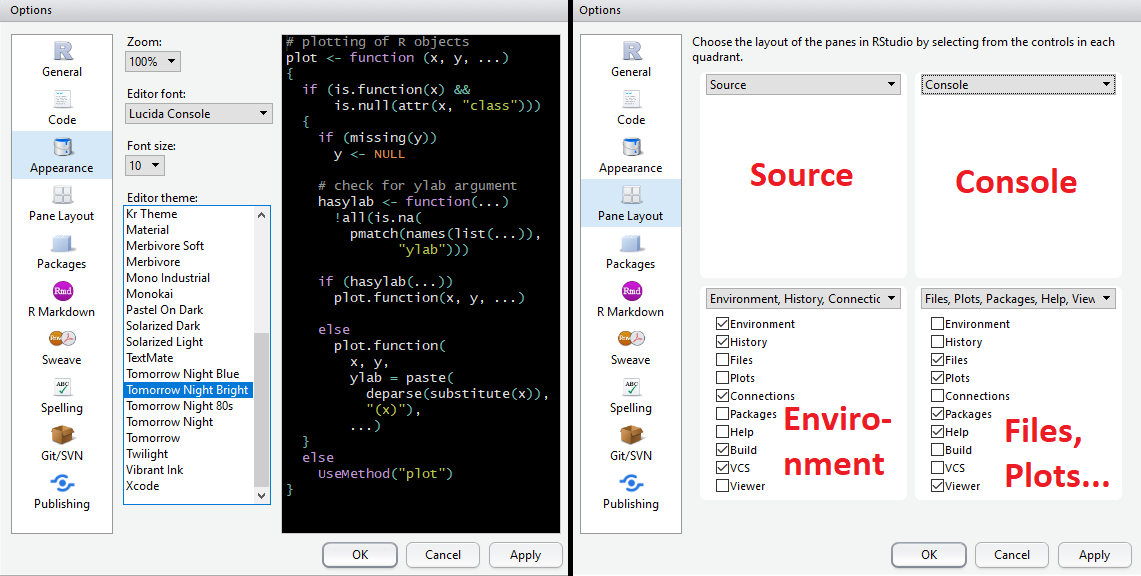 Options
General
Code
Appearance
Pane Layout
Packages
Rmd
R Markdown
Sweave
ABC
Spelling
Git/SVN
Publishing
Zoom:
100%
Editor font:
Lucida Console
Font size:
10
Editor theme:
Kr Theme
Material
Merbivore Soft
Merbivore
Mono Industrial
Monokai
Pastel On Dark
Solarized Dark
Solarized Light
TextMate
Tomorrow Night Blue
Tomorrow Night Bright
Tomorrow Night 80s
Tomorrow Night
Tomorrow
Twilight
Vibrant Ink
Xcode
# plotting of R objects
plot <- function (x, y, ...)
{
  if (is.function(x) &&
      is.null(attr(x, "class")))
  {
    if (missing(y))
      y <- NULL
    # check for ylab argument
    hasylab <- function(...)
      !all(is.na(
        pmatch(names(list(...)),
              "ylab")))
    if (hasylab(...))
      plot.function(x, y, ...)
    else
      plot.function(
        x, y,
        ylab = paste(
          deparse(substitute(x)),
          "(x)"),
        ...)
  }
  else
    UseMethod("plot")
}
OK Cancel Apply
Options
General
Code
Appearance
Pane Layout
Packages
Rmd
R Markdown
Sweave
ABC
Spelling
Git/SVN
Publishing
Choose the layout of the panes in RStudio by selecting from the controls in each
quadrant.
Source
Source
Console
Console
Environment, History, Connectic
Environment
History
Files
Plots
Connections
Packages
Help
Build
VCS
Viewer
Enviro-
nment
Files, Plots, Packages, Help, View
Environment
History
Files
Plots
Connections
Packages
Help
Build
VCS
Viewer
Files,
Plots...
OK Cancel Apply